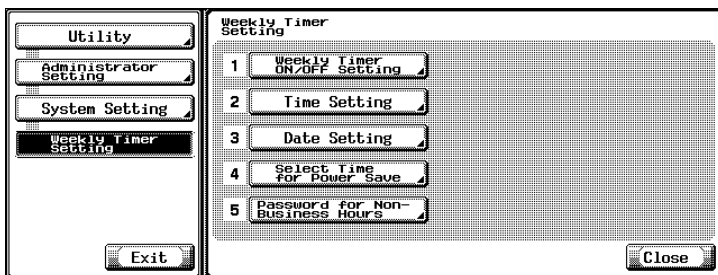 Utility
Administrator
Setting
System Setting
Weekly Timer
Setting
Exit
Weekly Timer
Setting
1 Weekly Timer
ON/OFF Setting
2 Time Setting
3 Date Setting
4 Select Time
for Power Save
5 Password for Non-
Business Hours
Close